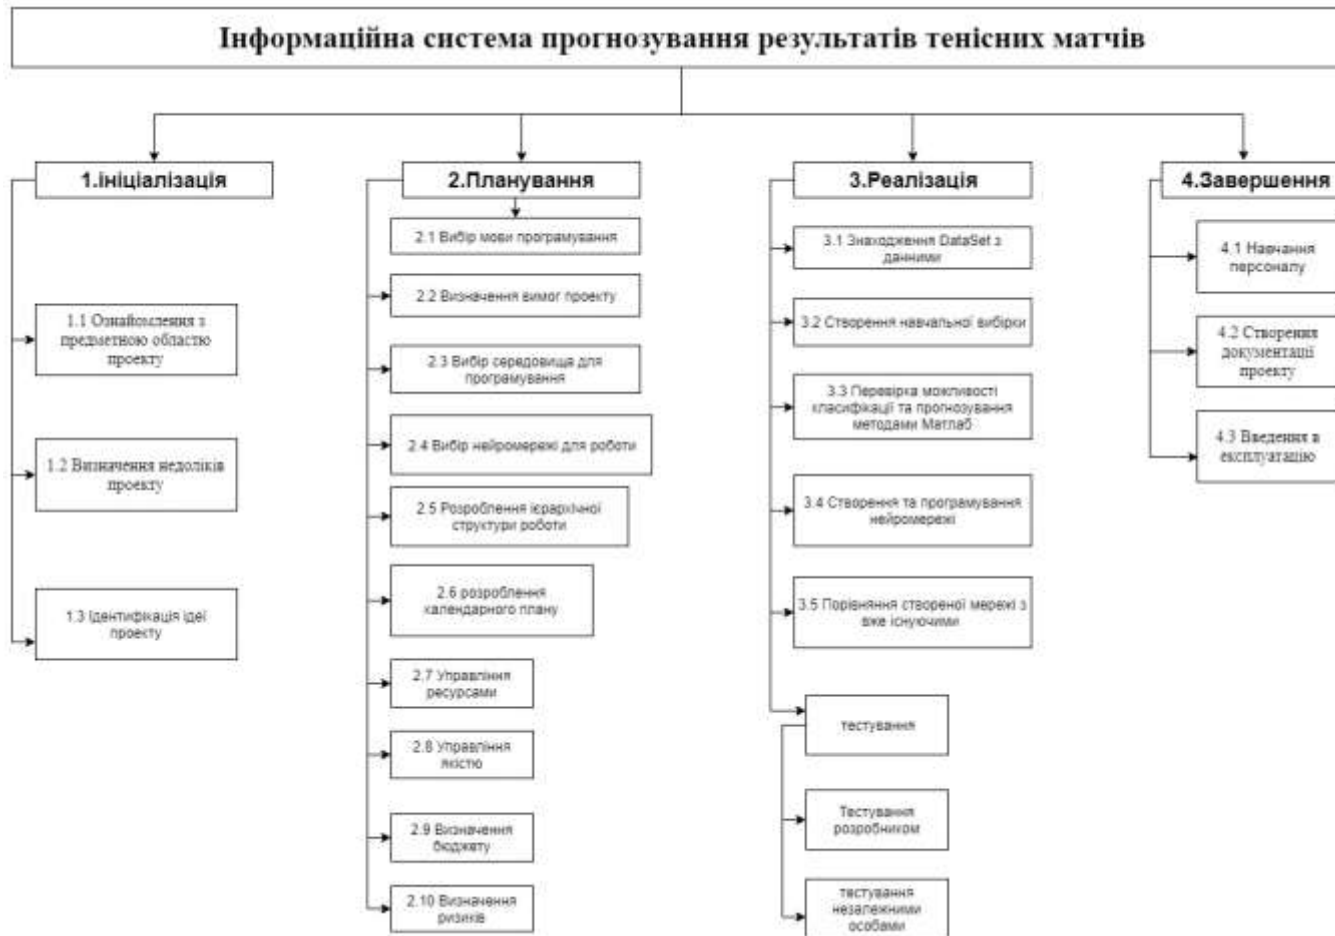 Інформаційна система прогнозування результатів тенісних матчів
1.ініціалізація
1.1 Ознайомлення з
предметною областю
проекту
1.2 Визначення недоліків
проекту
1.3 Ідентифікація ідеї
проекту
2.Планування
2.1 Вибір мови програмування
2.2 Визначення вимог проекту
2.3 Вибір середовища для
програмування
2.4 Вибір нейромережі для роботи
2.5 Розроблення ієрархічної
структури роботи
2.6 розроблення
календарного плану
2.7 Управління
ресурсами
2.8 Управління
якістю
2.9 Визначення
бюджету
2.10 Визначення
ризиків
3.Реалізація
3.1 Знаходження DataSet з
данними
3.2 Створення навчальної вибірки
3.3 Перевірка можливості
класифікації та прогнозування
методами Матлаб
3.4 Створення та програмування
нейромережі
3.5 Порівняння створеної мережі з
вже існуючими
тестування
Тестування
розробником
тестування
незалежними
особами
4.Завершення
4.1 Навчання
персоналу
4.2 Створення
документації
проекту
4.3 Введення в
експлуатацію